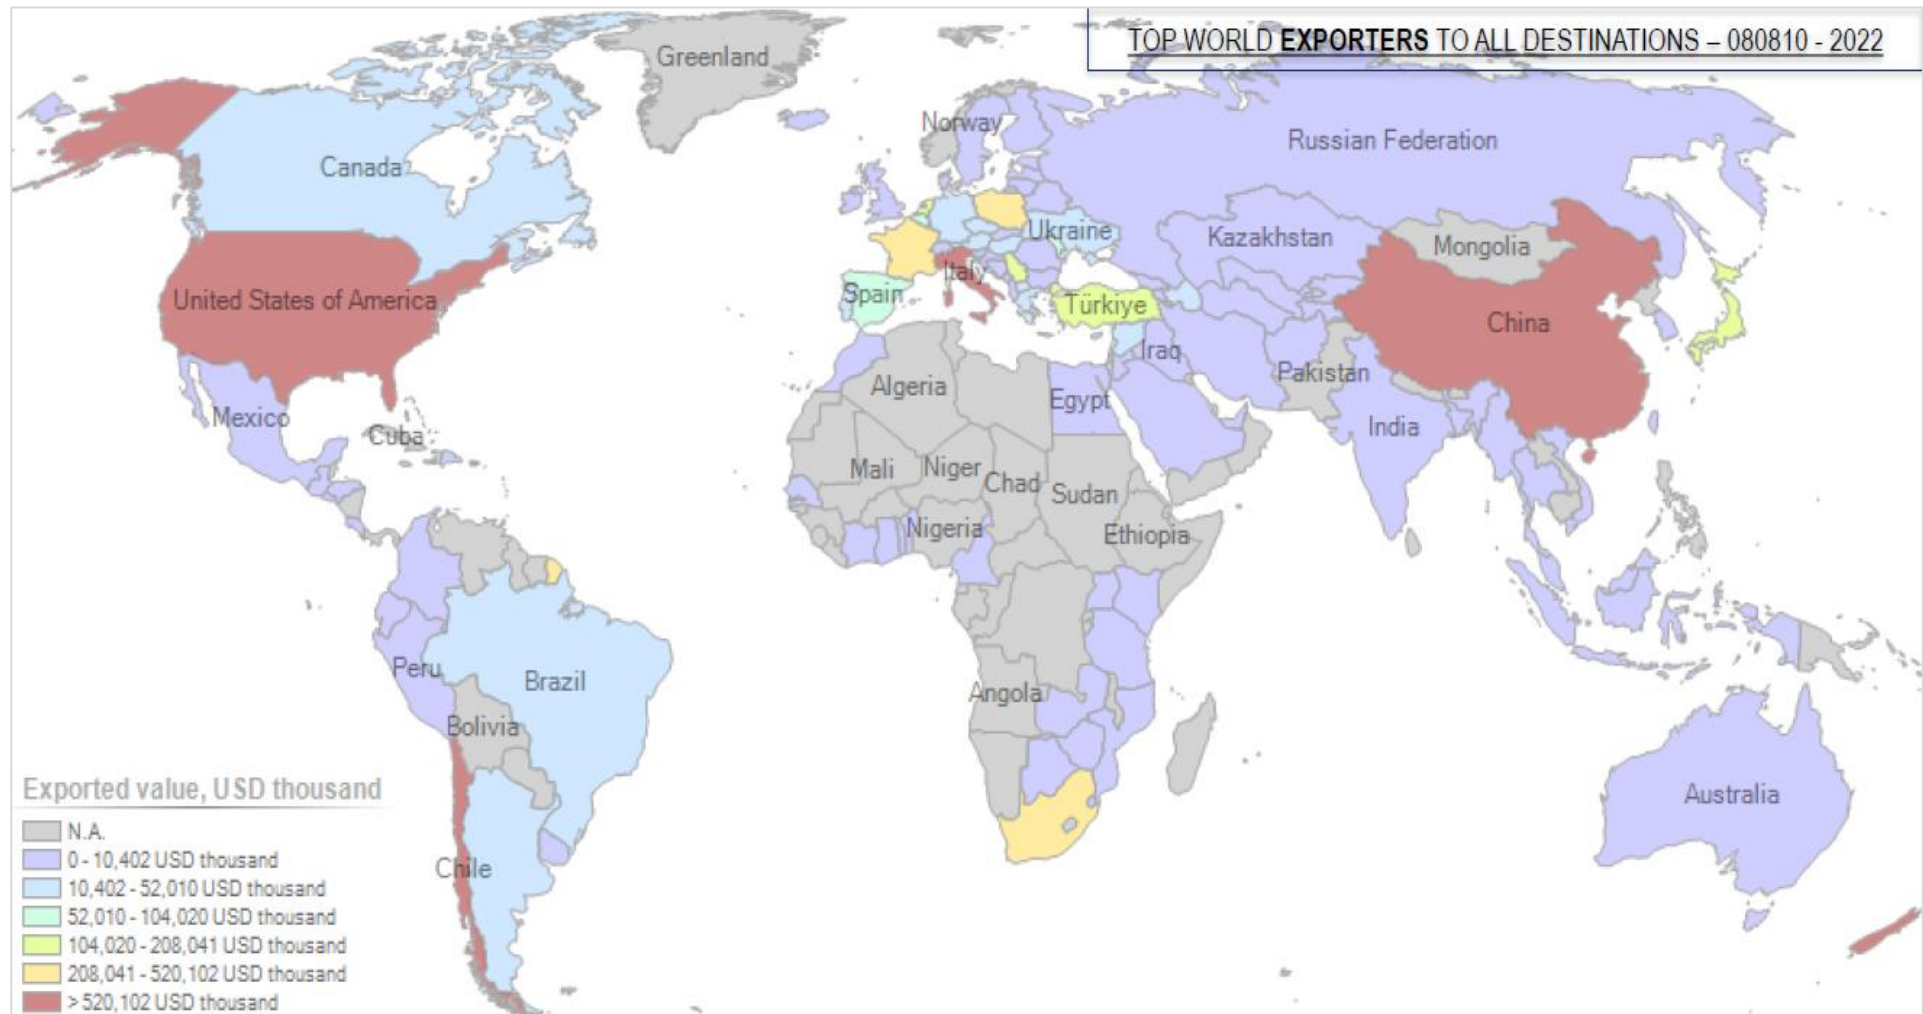 TOP WORLD EXPORTERS TO ALL DESTINATIONS – 080810 - 2022
Greenland
Norway
Russian Federation
Canada
Ukraine
Kazakhstan
Mongolia
Italy
United States of America
Spain
Türkiye
China
Iraq
Pakistan
Algeria
Egypt
Mexico
India
Cuba
Mali
Niger
Chad
Sudan
Nigeria
Ethiopia
Peru
Brazil
Angola
Bolivia
Australia
Chile
Exported value, USD thousand
N.A.
0 - 10,402 USD thousand
10,402 - 52,010 USD thousand
52,010 - 104,020 USD thousand
104,020 - 208,041 USD thousand
208,041 - 520,102 USD thousand
> 520,102 USD thousand